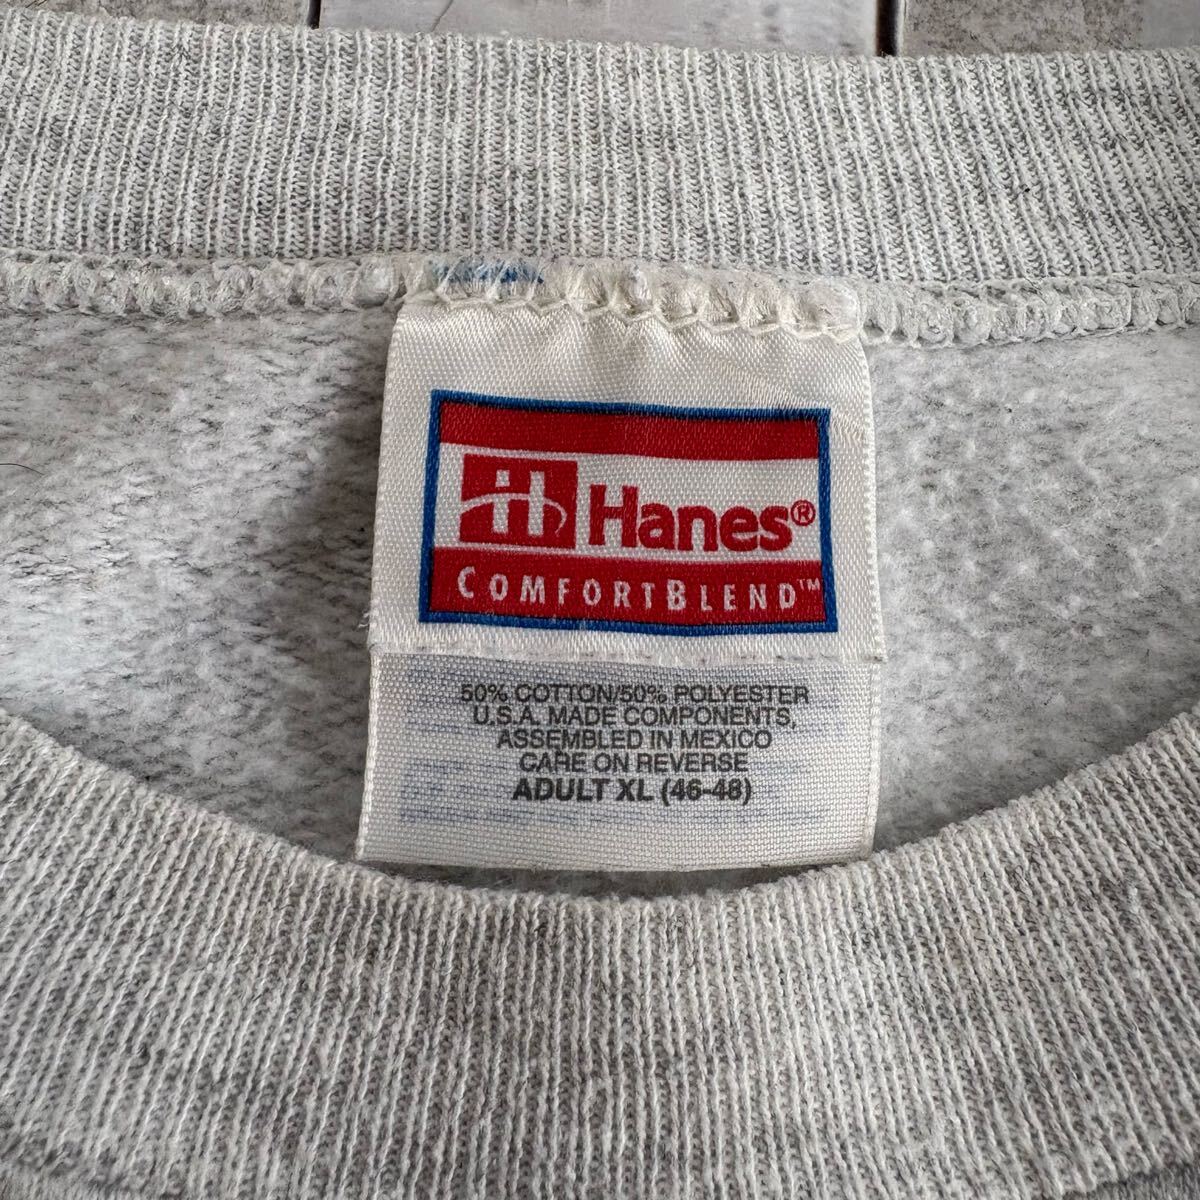 Hanes®
COMFORTBLEND™
50% COTTON/50% POLYESTER
U.S.A. MADE COMPONENTS,
ASSEMBLED IN MEXICO
CARE ON REVERSE
ADULT XL (46-48)